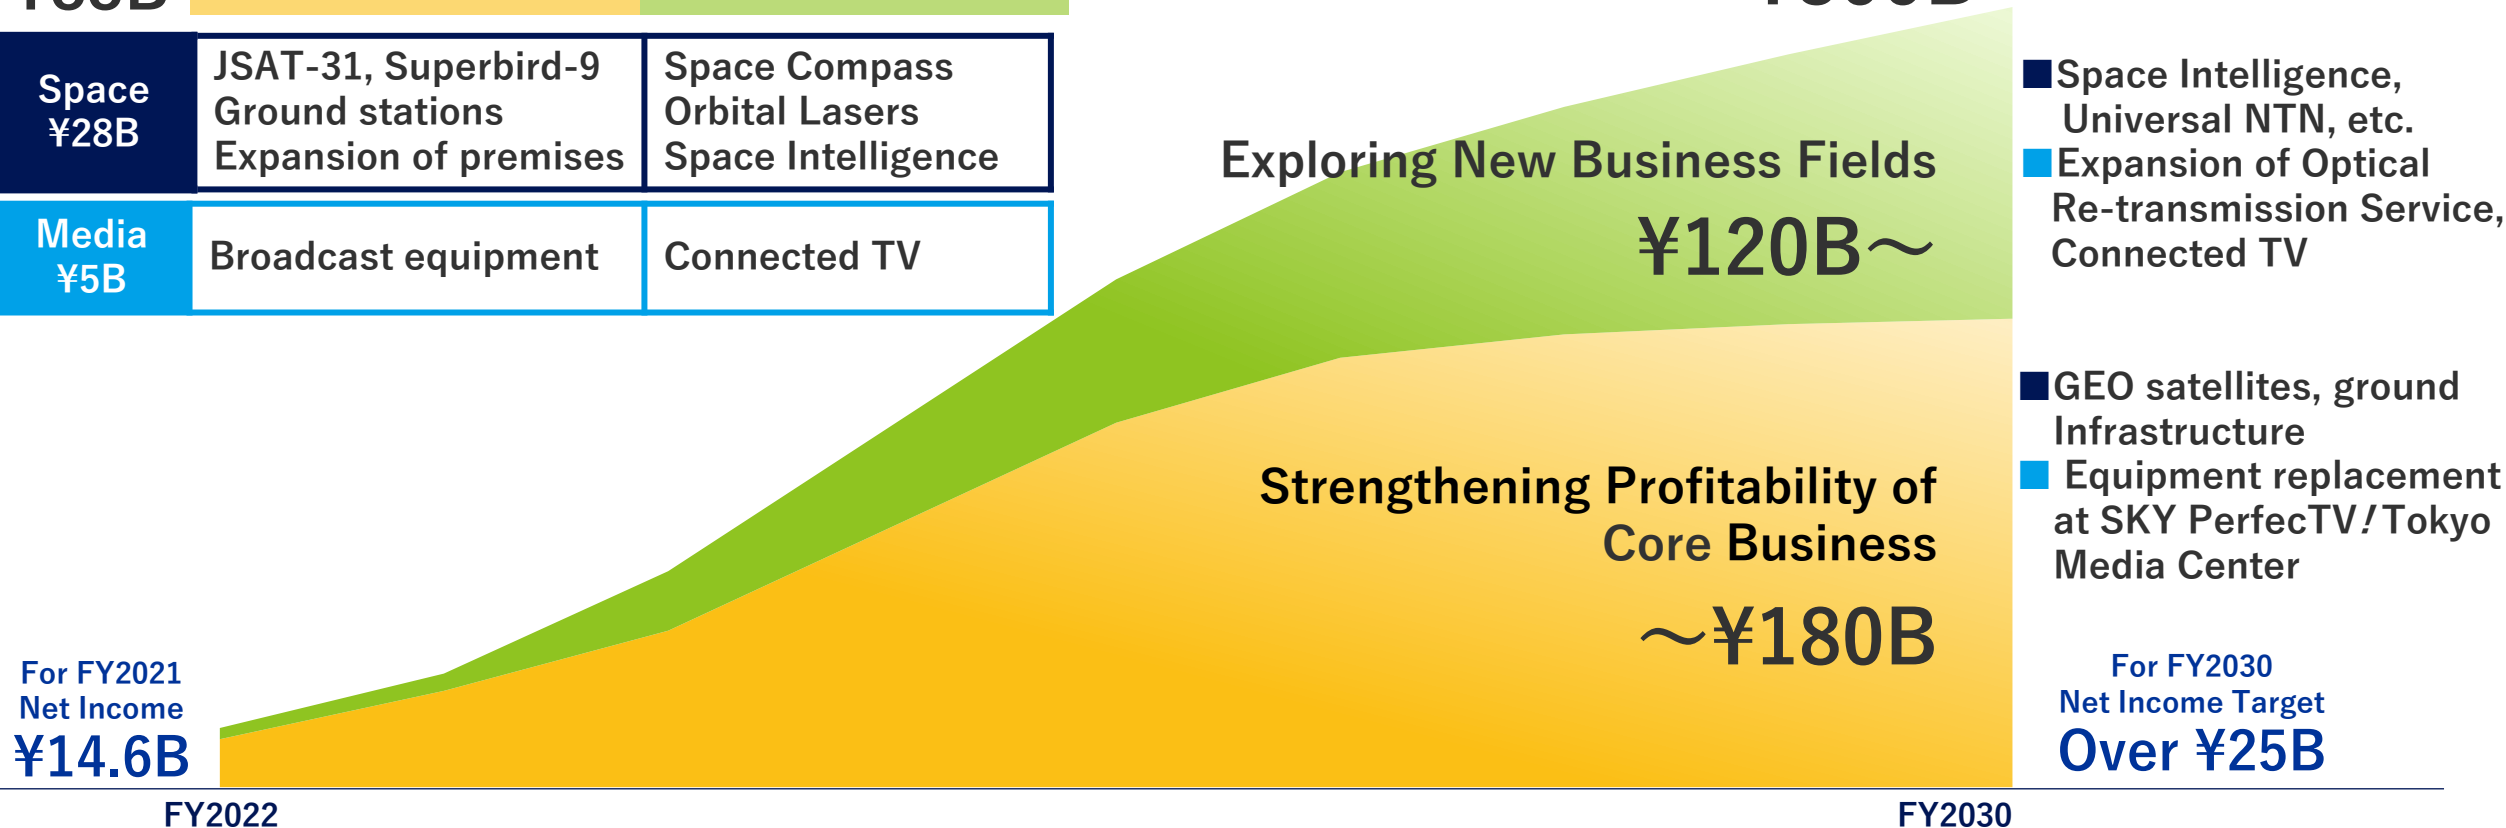 Space
¥28B
JSAT-31, Superbird-9
Ground stations
Expansion of premises
Space Compass
Orbital Lasers
Space Intelligence
Media
¥5B
Broadcast equipment
Connected TV
Exploring New Business Fields
¥120B～
■Space Intelligence,
Universal NTN, etc.
■Expansion of Optical
Re-transmission Service,
Connected TV
Strengthening Profitability of
Core Business
～¥180B
■GEO satellites, ground
Infrastructure
■ Equipment replacement
at SKY PerfecTV! Tokyo
Media Center
For FY2021
Net Income
¥14.6B
For FY2030
Net Income Target
Over ¥25B
FY2022
FY2030